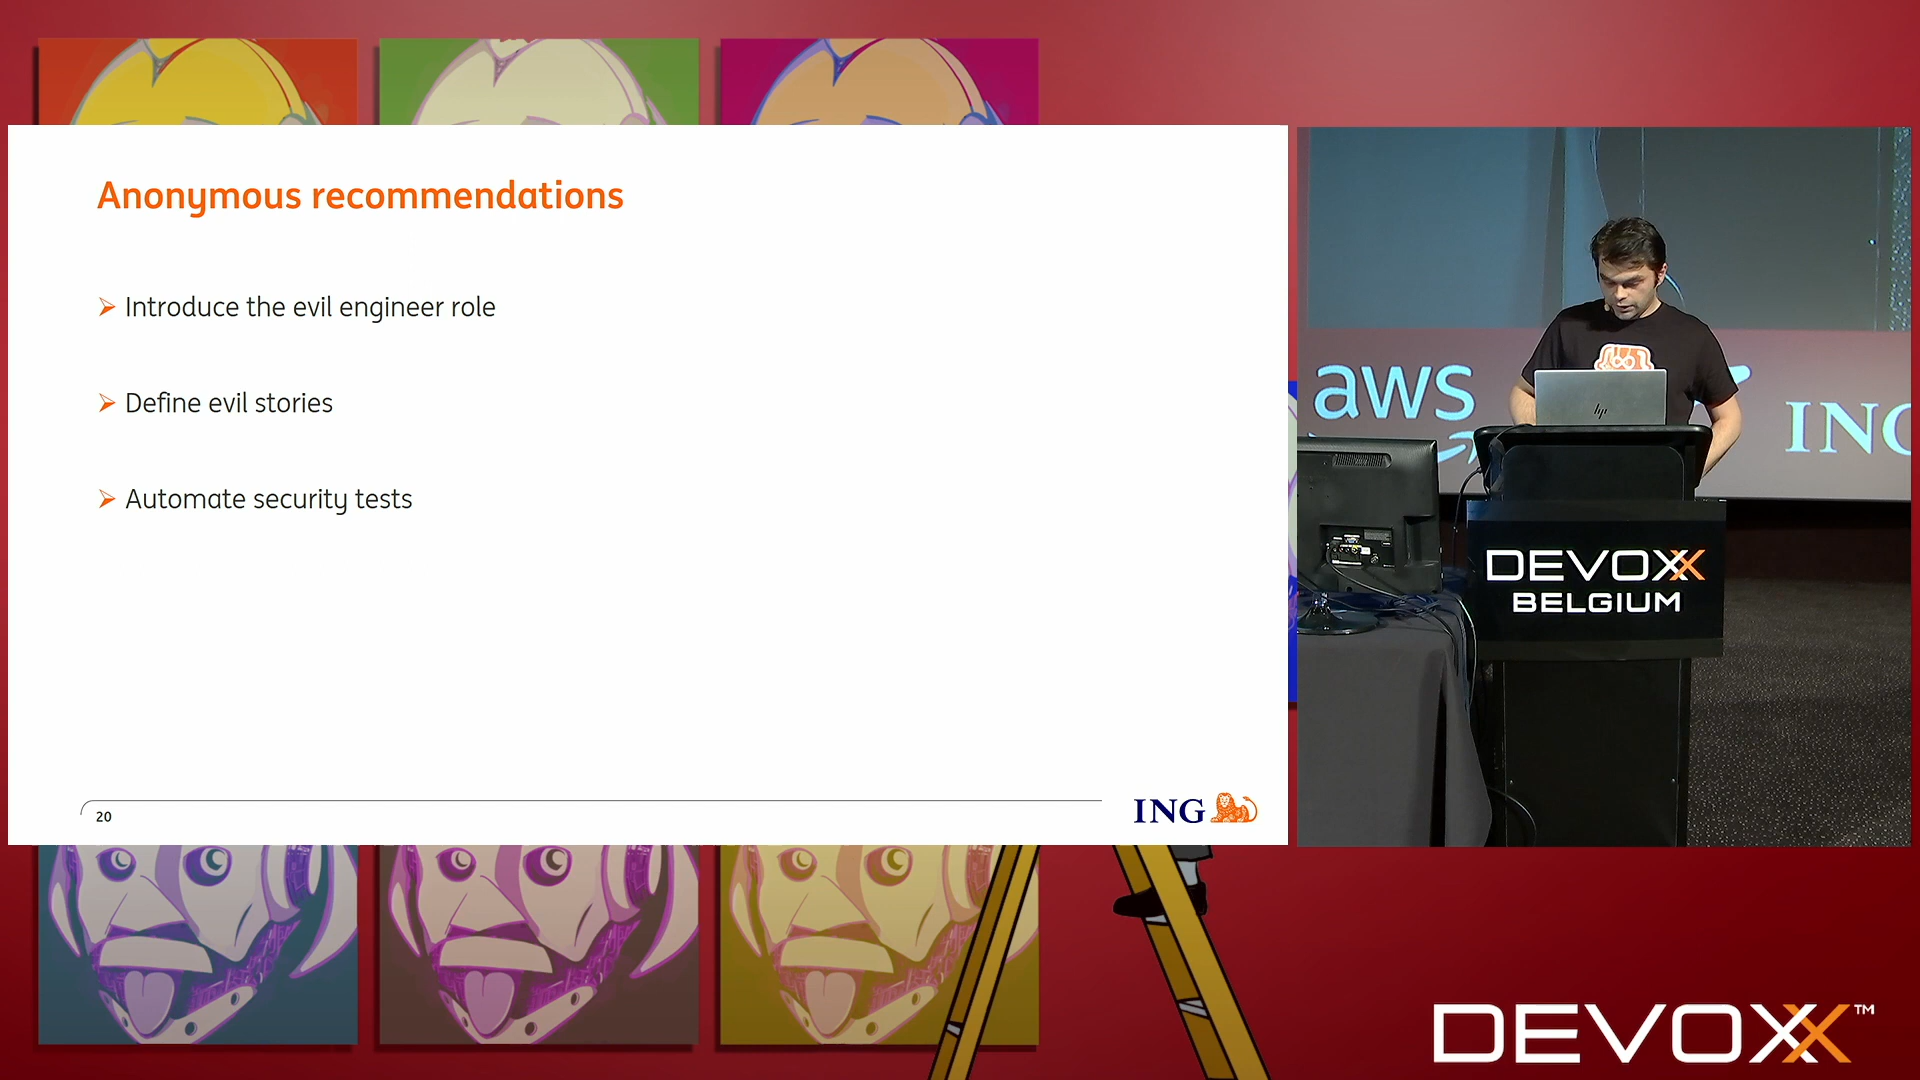 Anonymous recommendations
Introduce the evil engineer role
Define evil stories
Automate security tests
20
ING
aws
ING
hp
DEVOXX
BELGIUM
DEVOXX™